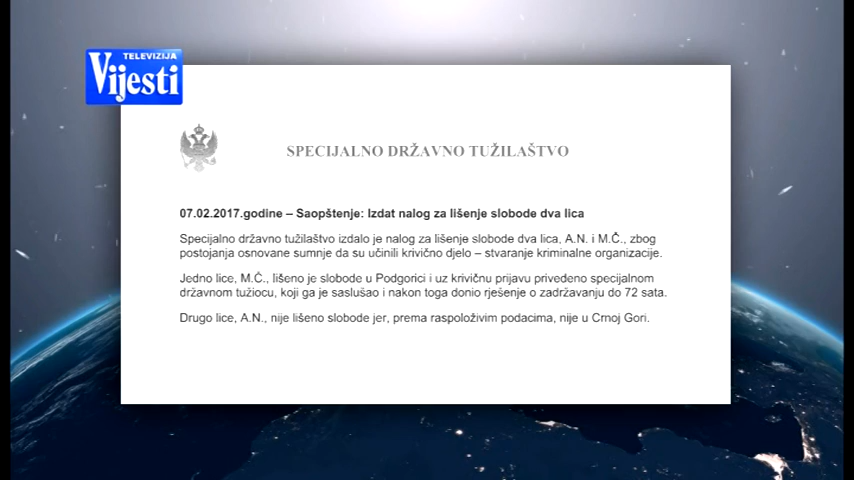 TELEVIZIJA
Vijesti
SPECIJALNO DRŽAVNO TUŽILAŠTVO
07.02.2017.godine – Saopštenje: Izdat nalog za lišenje slobode dva lica
Specijalno državno tužilaštvo izdalo je nalog za lišenje slobode dva lica, A.N. i M.Č., zbog
postojanja osnovane sumnje da su učinili krivično djelo – stvaranje kriminalne organizacije.
Jedno lice, M.Ć., lišeno je slobode u Podgorici i uz krivičnu prijavu privedeno specijalnom
državnom tužiocu, koji ga je saslušao i nakon toga donio rješenje o zadržavanju do 72 sata.
Drugo lice, A.N., nije lišeno slobode jer, prema raspoloživim podacima, nije u Crnoj Gori.